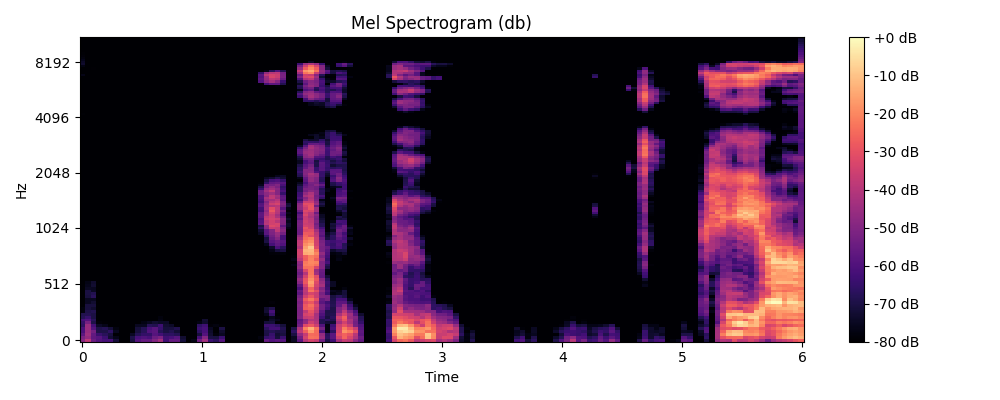 Mel Spectrogram (db)
8192
4096
2048
1024
512
0
Hz
0 1 2 3 4 5 6
Time
+0 dB
-10 dB
-20 dB
-30 dB
-40 dB
-50 dB
-60 dB
-70 dB
-80 dB